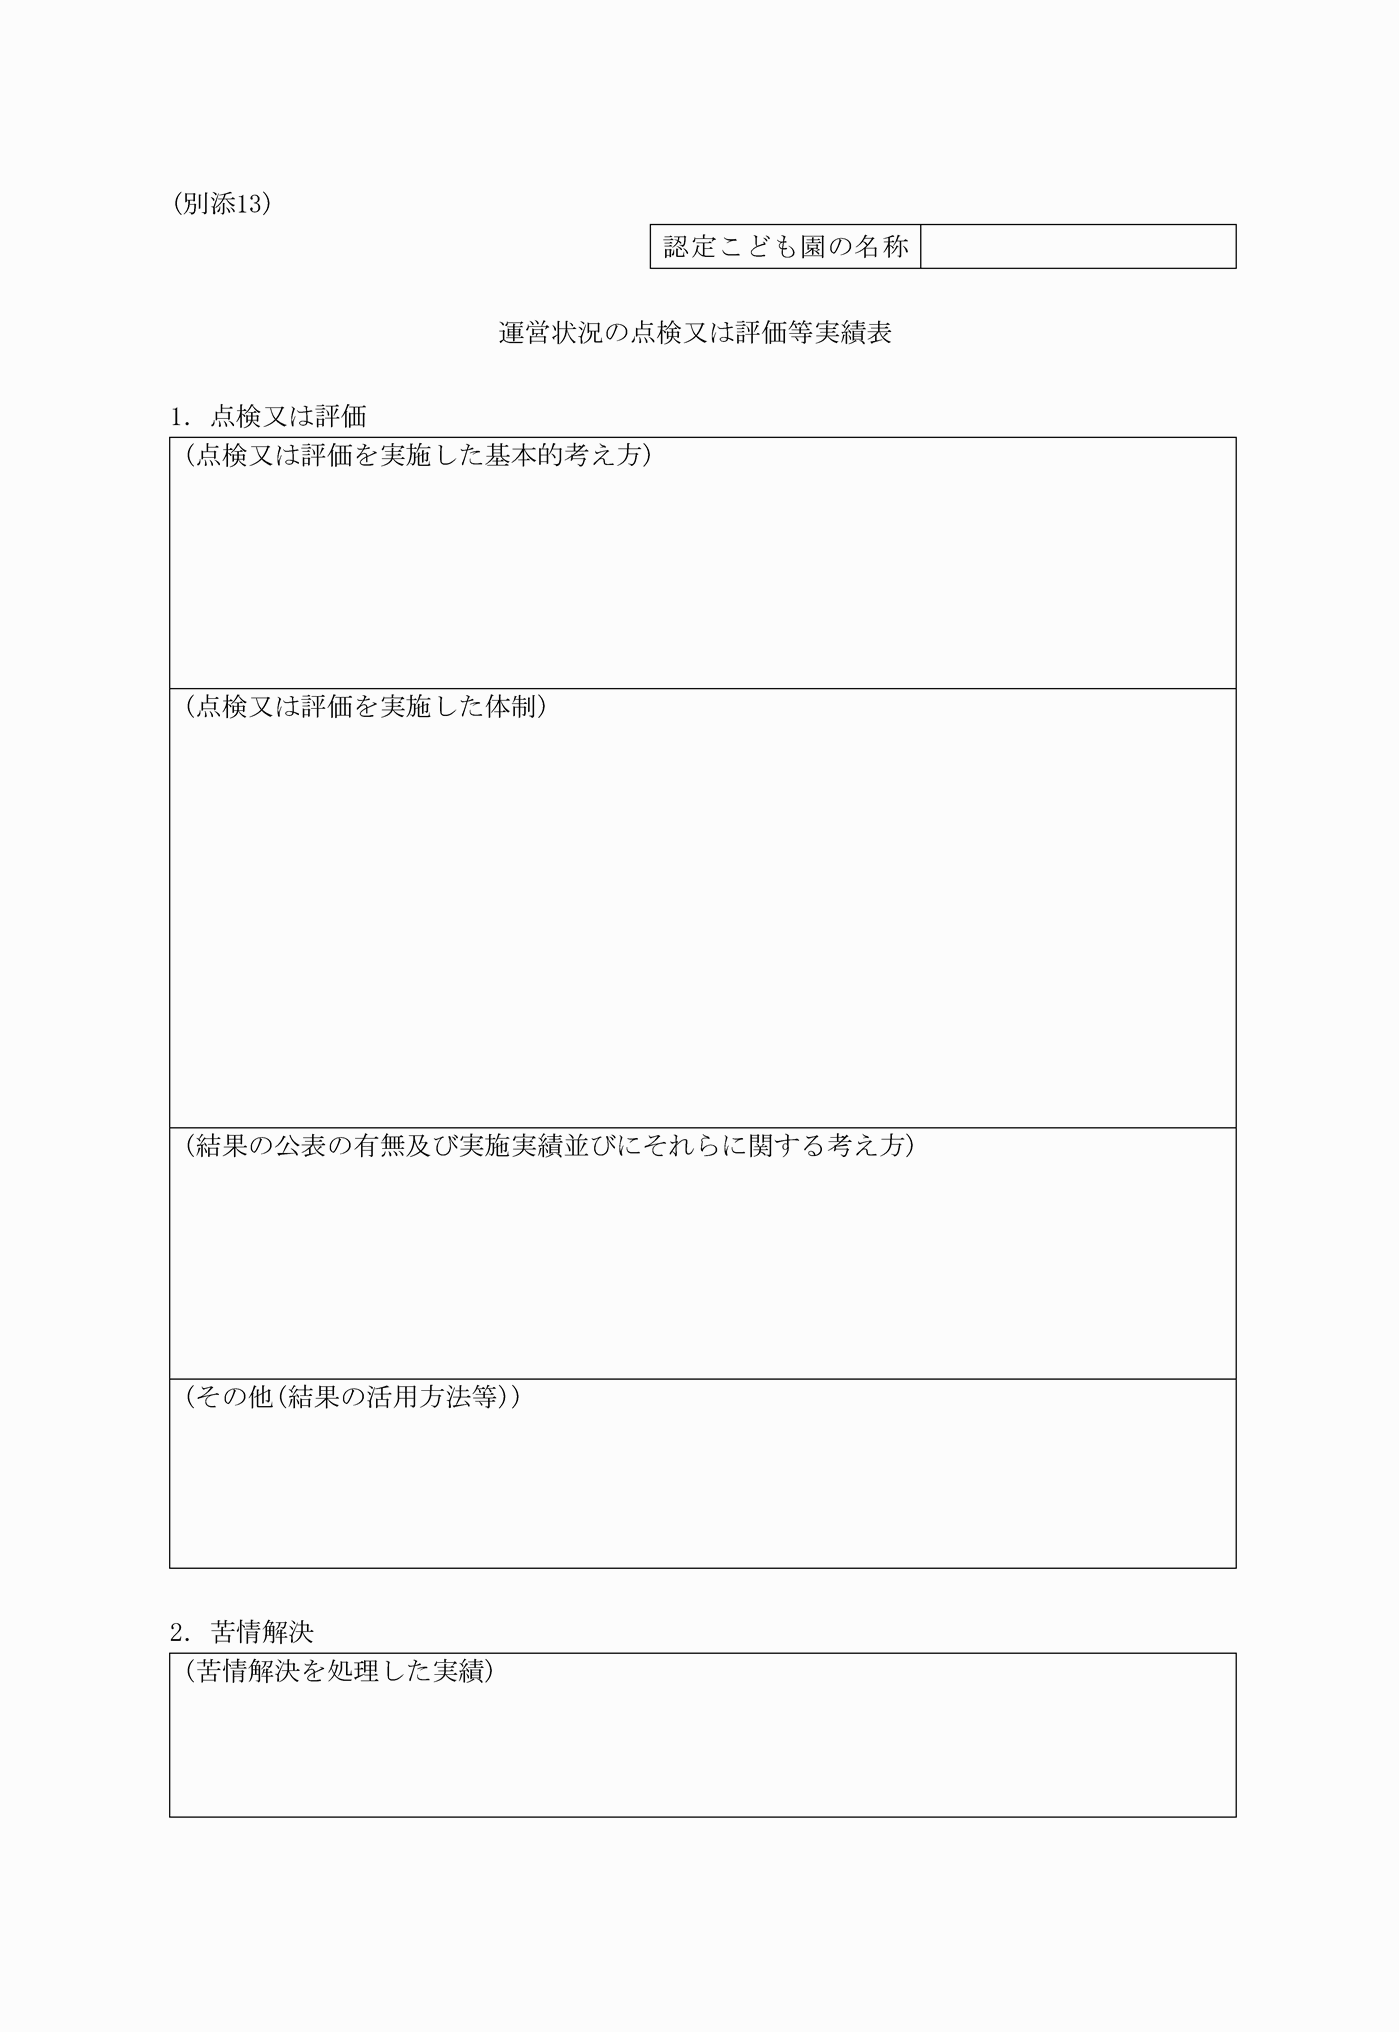 (別添13)
認定こども園の名称
運営状況の点検又は評価等実績表
1. 点検又は評価
(点検又は評価を実施した基本的考え方)
(点検又は評価を実施した体制)
(結果の公表の有無及び実施実績並びにそれらに関する考え方)
(その他(結果の活用方法等))
2. 苦情解決
(苦情解決を処理した実績)